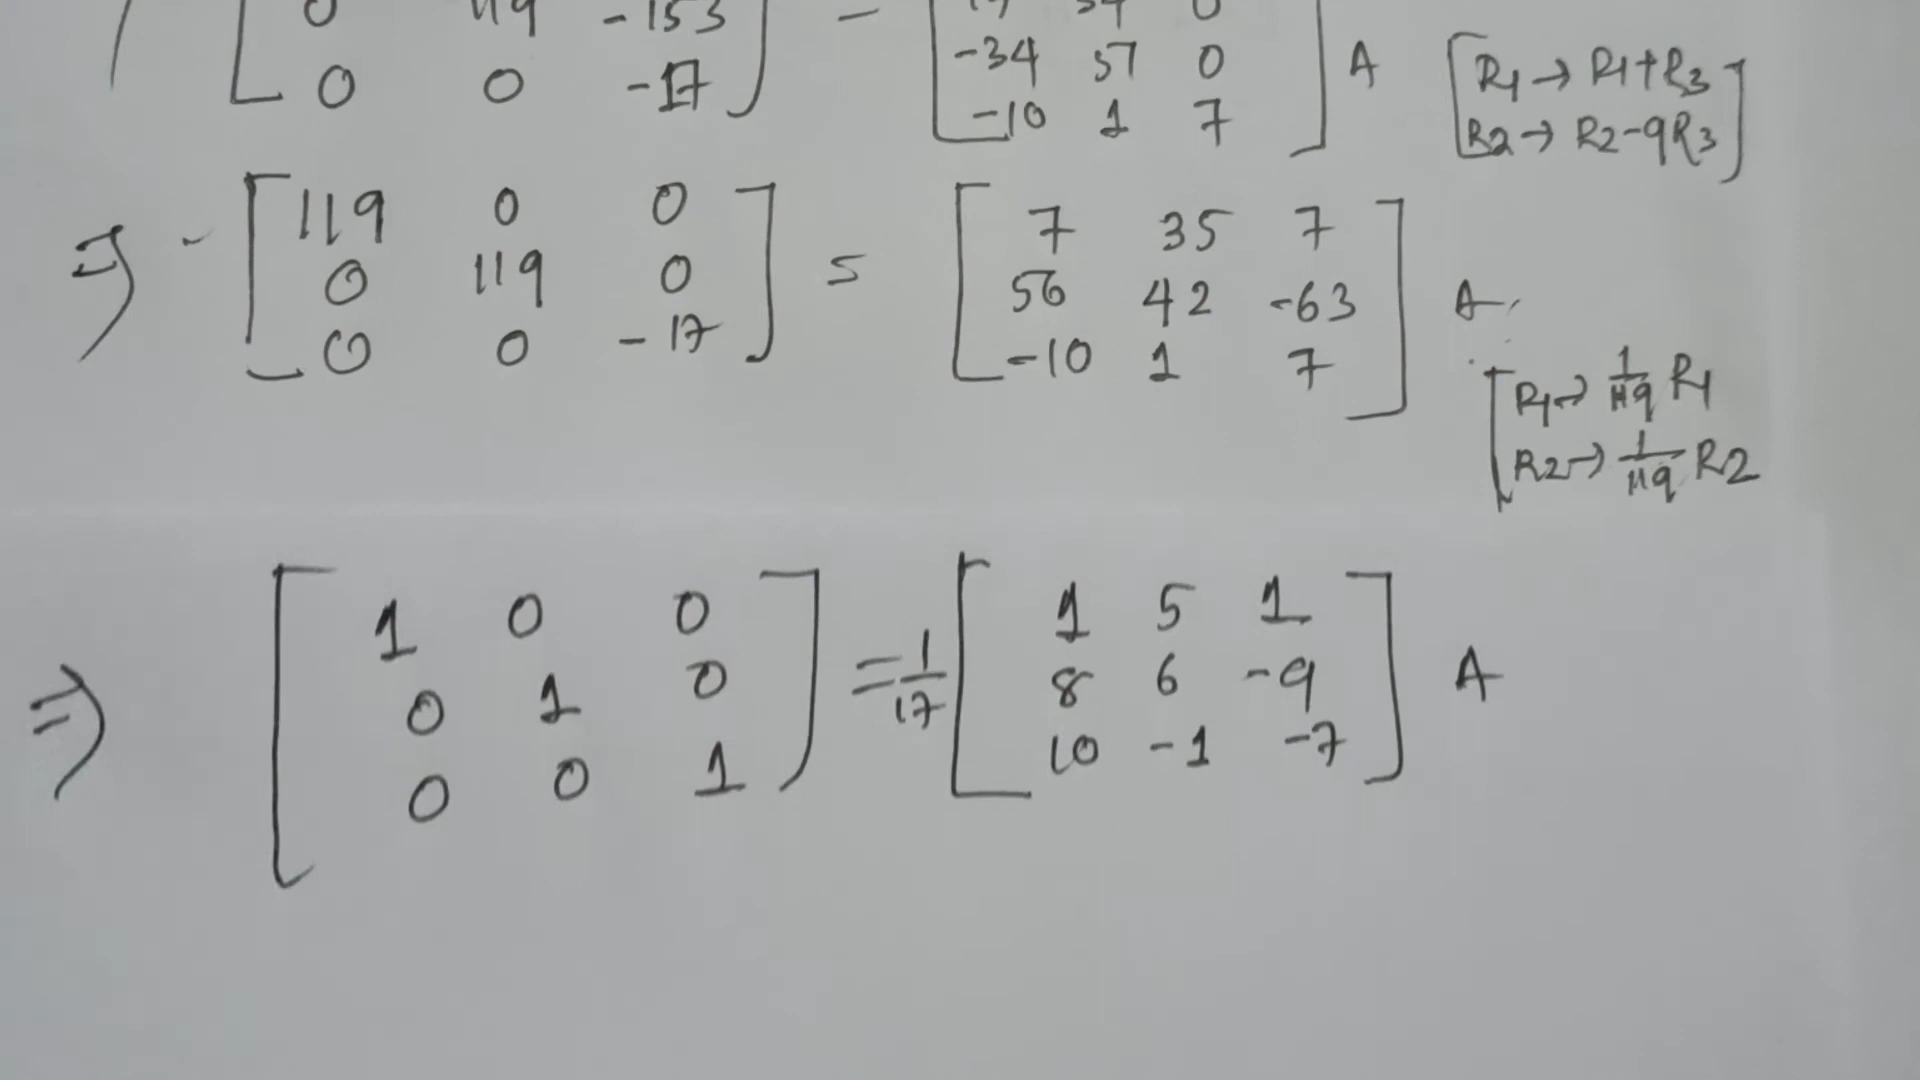 0 119 -153
0 0 -17
-34 51 0
-10 1 7
A
R1 → R1+R3
R2 → R2-9R3
⇒ 119 0 0 = 7 35 7
0 119 0 56 42 -63 A
0 0 -17 -10 1 7
R1 → 1/119 R1
R2 → 1/119 R2
⇒ 1 0 0 = 1/17 1 5 1
0 1 0 8 6 -9 A
0 0 1 10 -1 -7